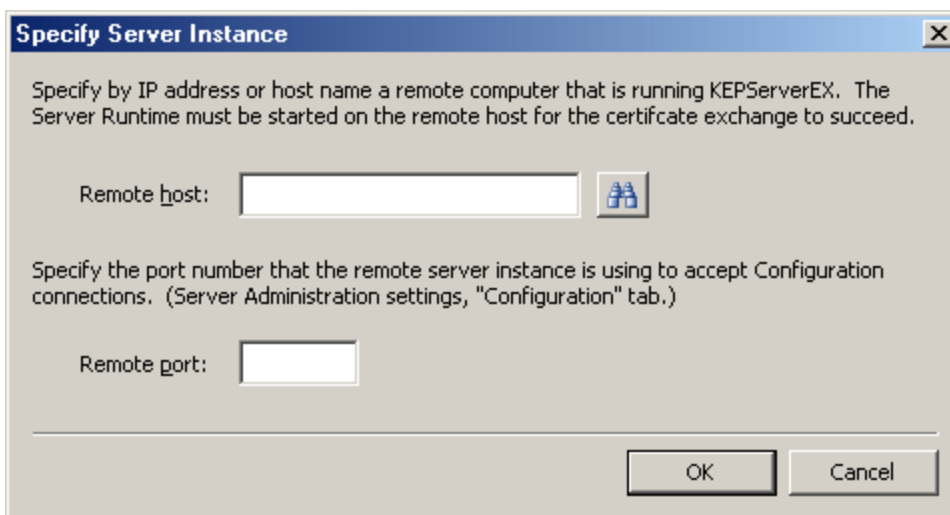 Specify Server Instance
Specify by IP address or host name a remote computer that is running KEPServerEX. The
Server Runtime must be started on the remote host for the certifcate exchange to succeed.
Remote host:
Specify the port number that the remote server instance is using to accept Configuration
connections. (Server Administration settings, "Configuration" tab.)
Remote port:
OK Cancel